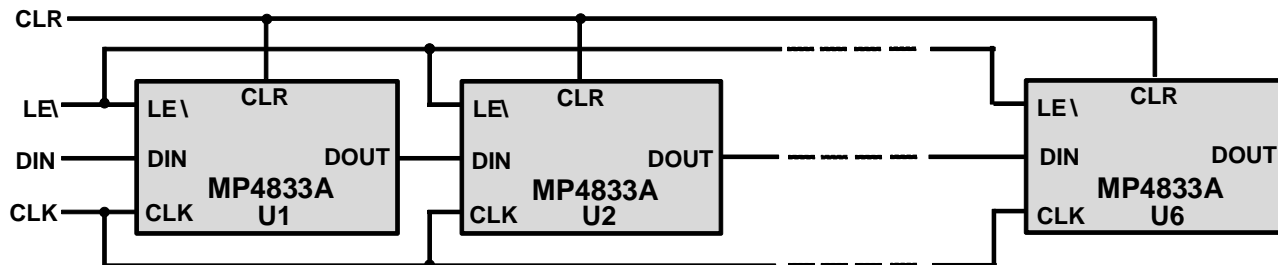 CLR
LE\
DIN
CLK
CLR
LE\
DIN DOUT
MP4833A
CLK U1
CLR
LE\
DIN DOUT
MP4833A
CLK U2
CLR
LE\
DIN DOUT
MP4833A
CLK U6